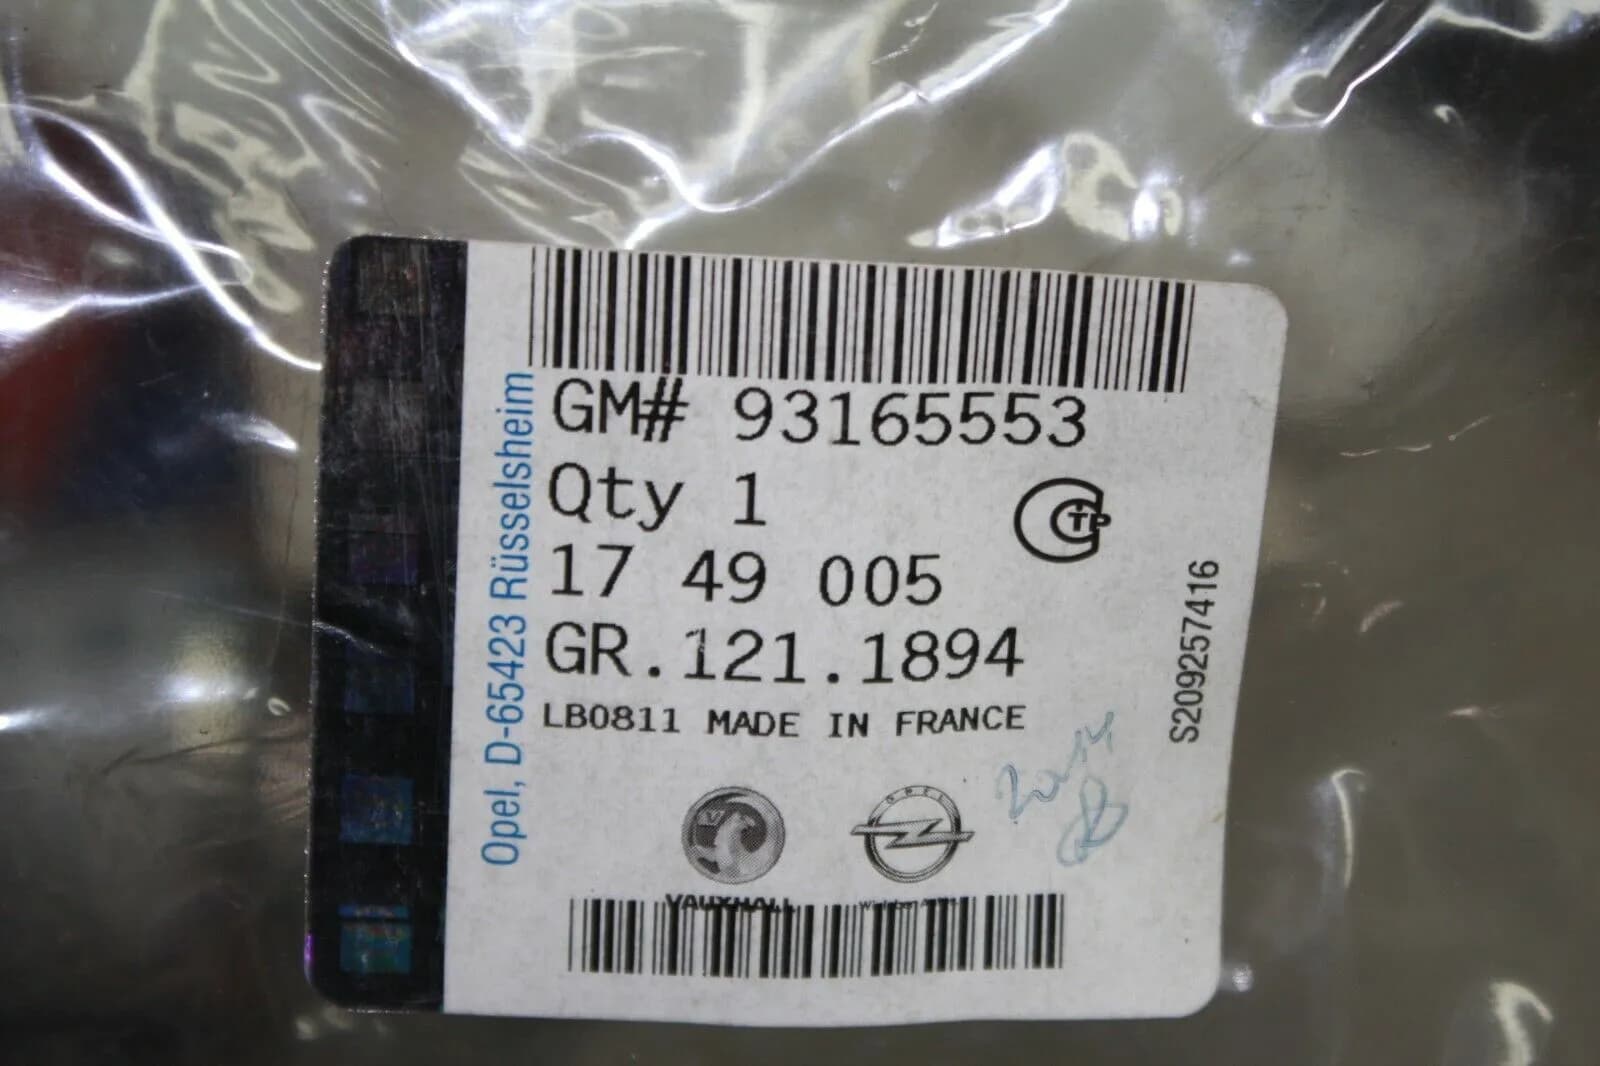 GM# 93165553
Qty 1
17 49 005
GR.121.1894
LB0811 MADE IN FRANCE
Opel, D-65423 Rüsselsheim
S209257416
VAUXHALL
OPEL